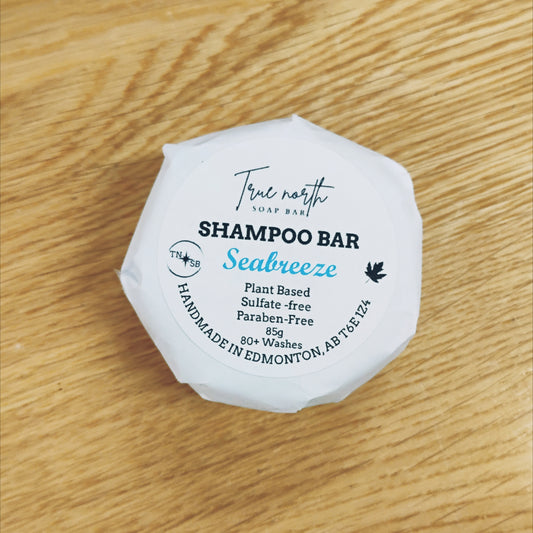 True north
SOAP BAR
SHAMPOO BAR
Seabreeze
TN SB
Plant Based
Sulfate -free
Paraben-Free
85g
80+ Washes
HANDMADE IN EDMONTON, AB T6E 1Z4